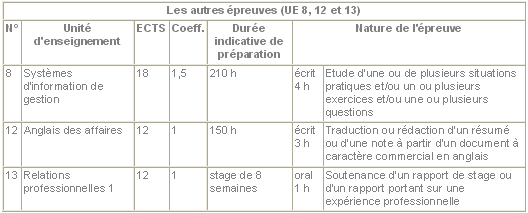 Les autres épreuves (UE 8, 12 et 13)
N° Unité d'enseignement ECTS Coeff. Durée indicative de préparation Nature de l'épreuve
8 Systèmes d'information de gestion 18 1,5 210 h écrit 4 h Etude d'une ou de plusieurs situations pratiques et/ou un ou plusieurs exercices et/ou une ou plusieurs questions
12 Anglais des affaires 12 1 150 h écrit 3 h Traduction ou rédaction d'un résumé ou d'une note à partir d'un document à caractère commercial en anglais
13 Relations professionnelles 1 12 1 stage de 8 semaines oral 1 h Soutenance d'un rapport de stage ou d'un rapport portant sur une expérience professionnelle